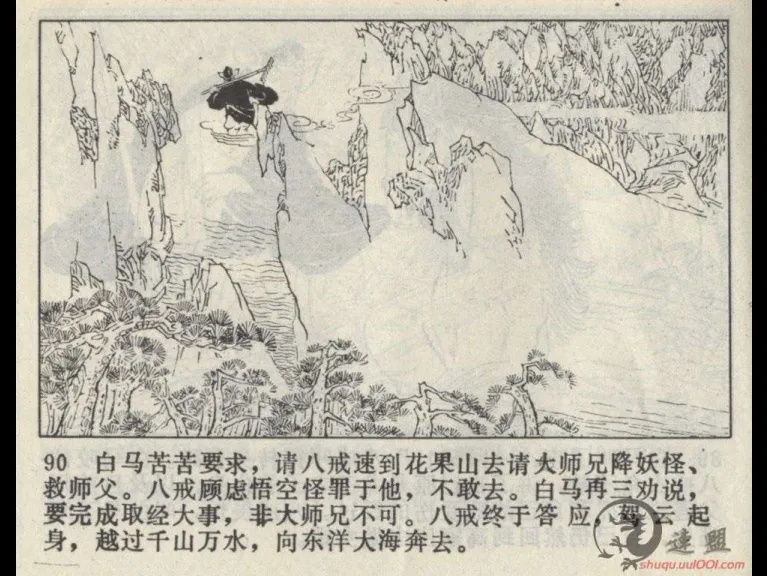 90 白马苦苦要求，请八戒速到花果山去请大师兄降妖怪、
救师父。八戒顾虑悟空怪罪于他，不敢去。白马再三劝说，
要完成取经大事，非大师兄不可。八戒终于答应，驾云起
身，越过千山万水，向东洋大海奔去。
连盟
shuqu.uul001.com